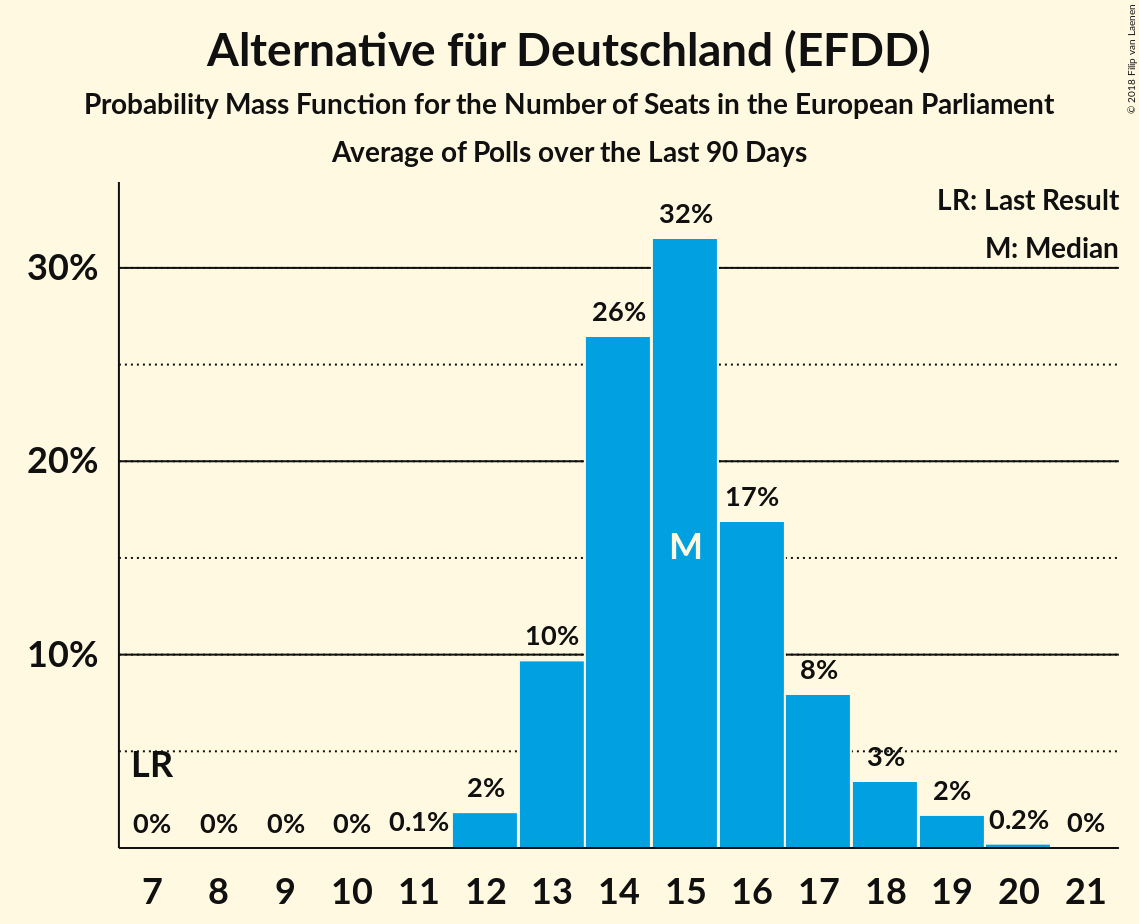 Alternative für Deutschland (EFDD)
Probability Mass Function for the Number of Seats in the European Parliament
Average of Polls over the Last 90 Days
© 2018 Filip van Laenen
LR: Last Result
M: Median
32%
30%
26%
20%
17%
M
10%
10%
8%
LR
3%
2%
2%
0% 0% 0% 0% 0.1% 0.2% 0%
7 8 9 10 11 12 13 14 15 16 17 18 19 20 21